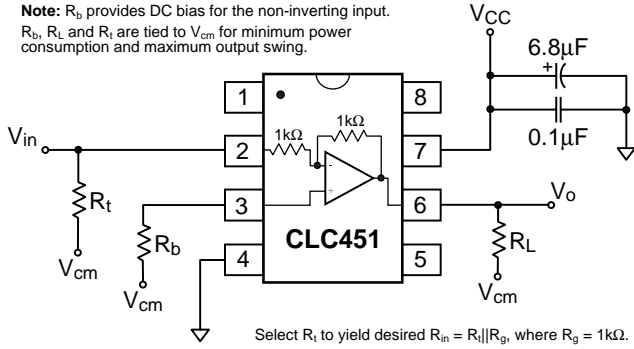 Note: Rb provides DC bias for the non-inverting input.
Rb, RL and Rt are tied to Vcm for minimum power
consumption and maximum output swing.
VCC
6.8µF
+
0.1µF
1
8
1kΩ
1kΩ
Vin
2
7
-
+
Rt
3
6
Vo
Rb
CLC451
RL
4
5
Vcm
Vcm
Vcm
Select Rt to yield desired Rin = Rt||Rg, where Rg = 1kΩ.